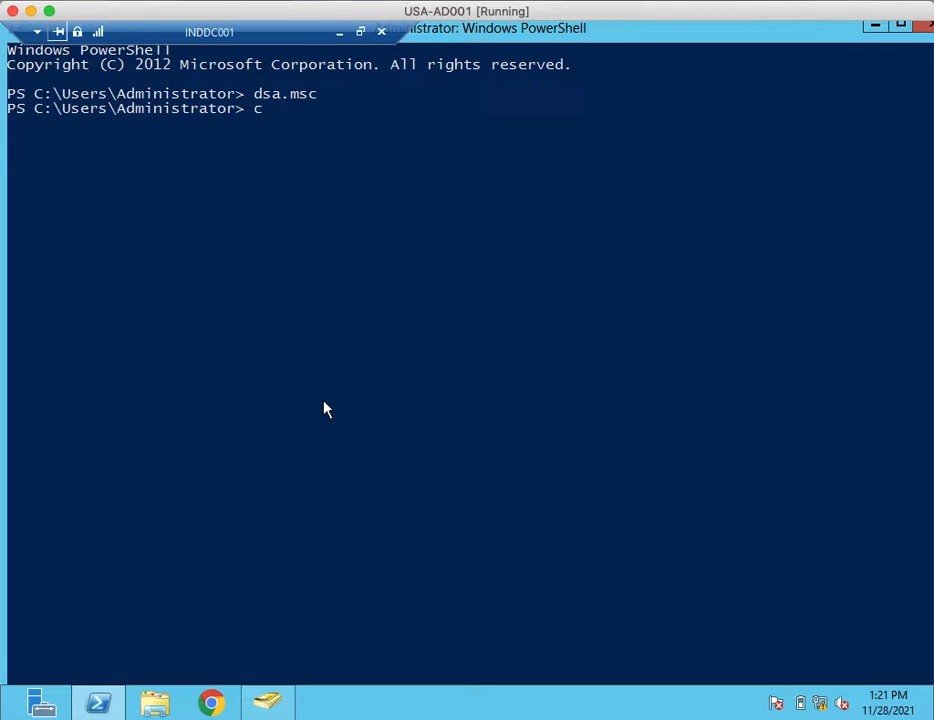 USA-AD001 [Running]
INDDC001
dministrator: Windows PowerShell
Windows PowerShell
Copyright (C) 2012 Microsoft Corporation. All rights reserved.
PS C:\Users\Administrator> dsa.msc
PS C:\Users\Administrator> c
1:21 PM
11/28/2021